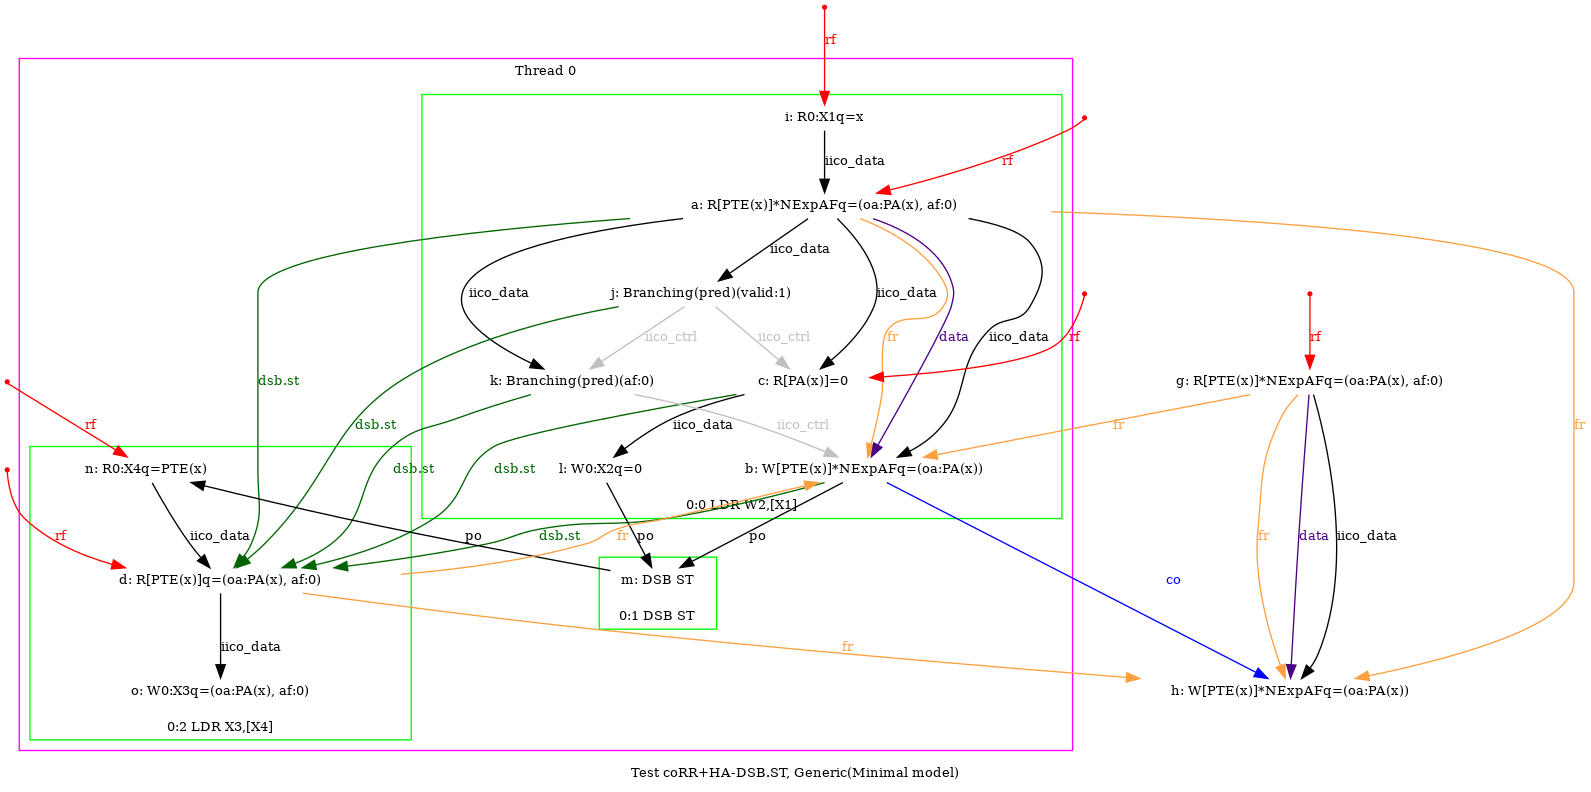 rf
Thread 0
i: R0:X1q=x
iico_data
rf
a: R[PTE(x)]*NExpAFq=(oa:PA(x), af:0)
iico_data
iico_data
j: Branching(pred)(valid:1)
iico_data
iico_ctrl
iico_ctrl
fr
data
iico_data
rf
rf
dsb.st
k: Branching(pred)(af:0)
c: R[PA(x)]=0
g: R[PTE(x)]*NExpAFq=(oa:PA(x), af:0)
rf
dsb.st
iico_data
iico_ctrl
fr
fr
n: R0:X4q=PTE(x)
dsb.st
dsb.st
l: W0:X2q=0
b: W[PTE(x)]*NExpAFq=(oa:PA(x))
0:0 LDR W2,[X1]
rf
iico_data
po
dsb.st
fr
po
po
fr
data
iico_data
d: R[PTE(x)]q=(oa:PA(x), af:0)
m: DSB ST
co
0:1 DSB ST
iico_data
fr
o: W0:X3q=(oa:PA(x), af:0)
h: W[PTE(x)]*NExpAFq=(oa:PA(x))
0:2 LDR X3,[X4]
Test coRR+HA-DSB.ST, Generic(Minimal model)